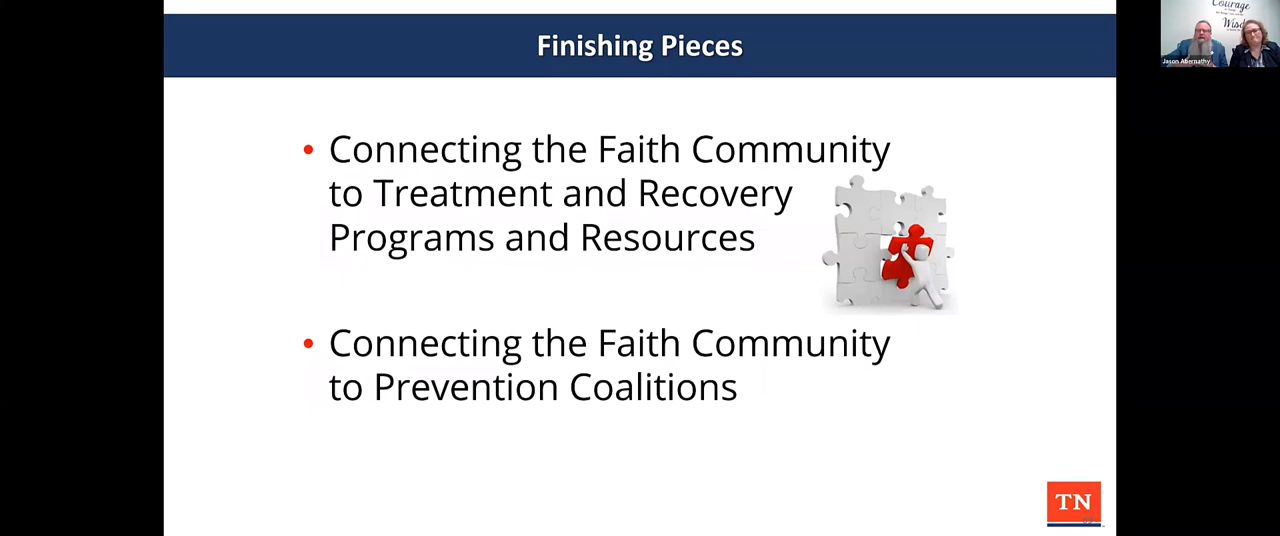 Finishing Pieces
Courage
Wisd
Jason Abernathy
• Connecting the Faith Community
to Treatment and Recovery
Programs and Resources
• Connecting the Faith Community
to Prevention Coalitions
TN